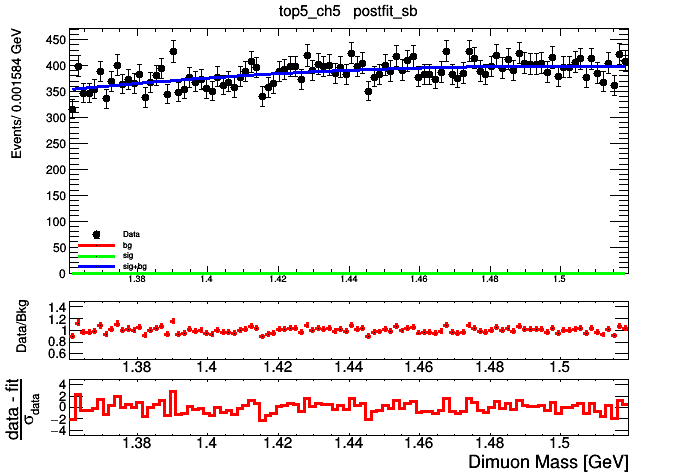 top5_ch5 postfit_sb
Events/ 0.001584 GeV
450
400
350
300
250
200
150
100
50
0
Data
bg
sig
sig+bg
1.38 1.4 1.42 1.44 1.46 1.48 1.5
Data/Bkg
1.4
1.2
1
0.8
0.6
1.38 1.4 1.42 1.44 1.46 1.48 1.5
data - fit
σdata
4
2
0
−2
−4
1.38 1.4 1.42 1.44 1.46 1.48 1.5
Dimuon Mass [GeV]